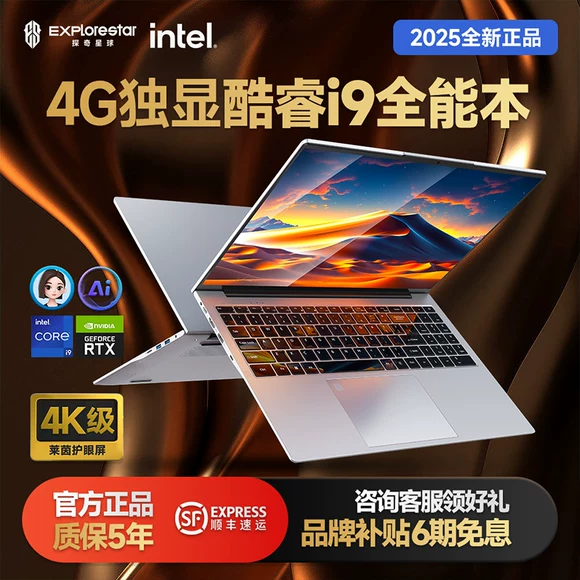 EXPLOReStar
探奇星球
intel.
2025全新正品
4G独显酷睿i9全能本
Ai
intel.
CORE
i9
NVIDIA
GEFORCE
RTX
4K级
莱茵护眼屏
官方正品
质保5年
SF EXPRESS
顺丰速运
咨询客服领好礼
品牌补贴6期免息